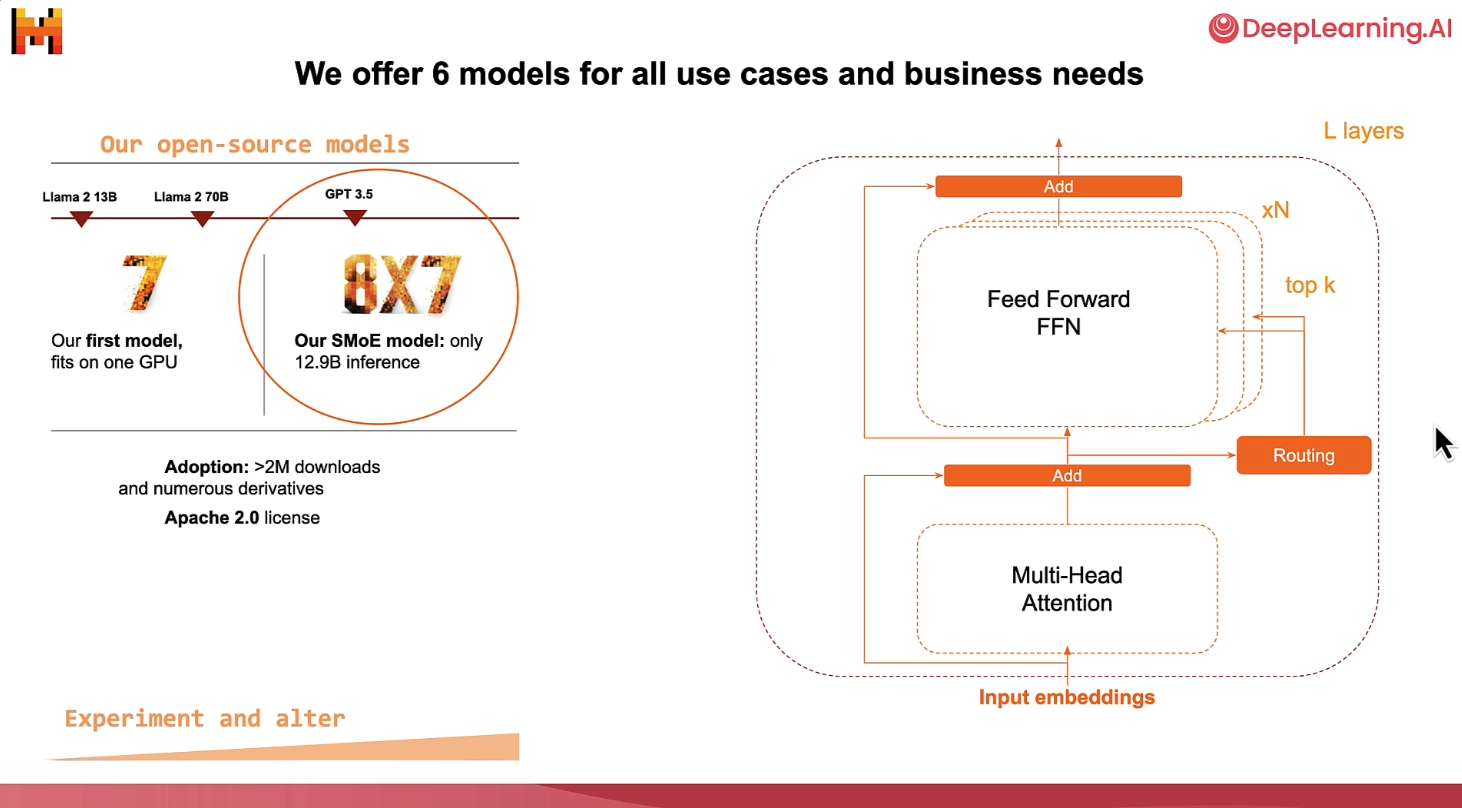 DeepLearning.AI
We offer 6 models for all use cases and business needs
Our open-source models
Llama 2 13B
Llama 2 70B
GPT 3.5
7
8X7
Our first model,
fits on one GPU
Our SMoE model: only
12.9B inference
Adoption: >2M downloads
and numerous derivatives
Apache 2.0 license
Experiment and alter
L layers
Add
xN
top k
Feed Forward
FFN
Routing
Add
Multi-Head
Attention
Input embeddings